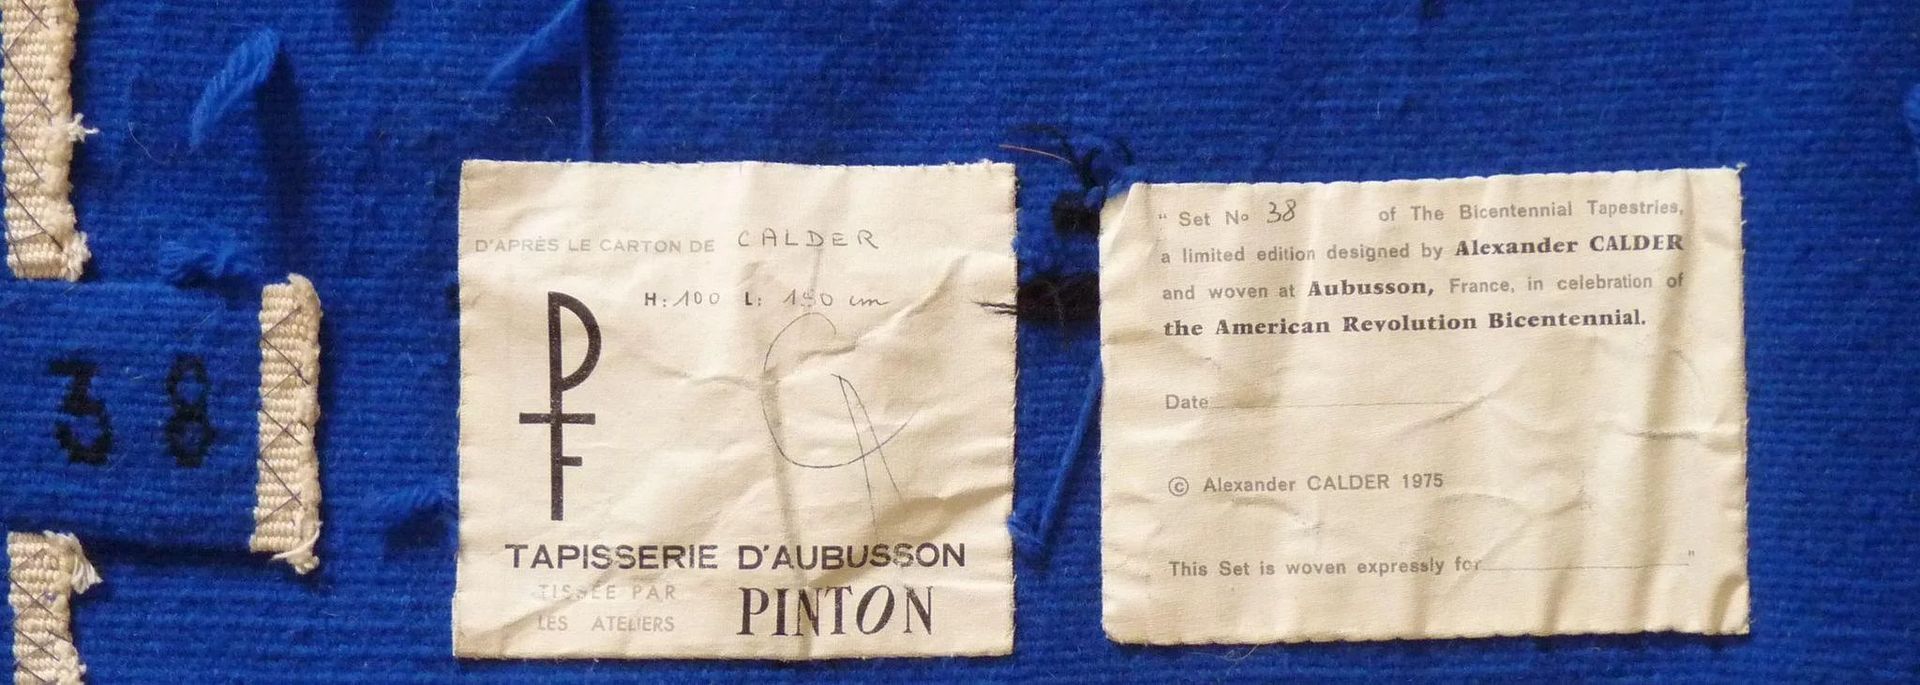 38
D'APRÈS LE CARTON DE CALDER
H: 100 L: 150 cm
PF
TAPISSERIE D'AUBUSSON
TISSÉE PAR
LES ATELIERS
PINTON
" Set No 38 of The Bicentennial Tapestries,
a limited edition designed by Alexander CALDER
and woven at Aubusson, France, in celebration of
the American Revolution Bicentennial.
Date
© Alexander CALDER 1975
This Set is woven expressly for "